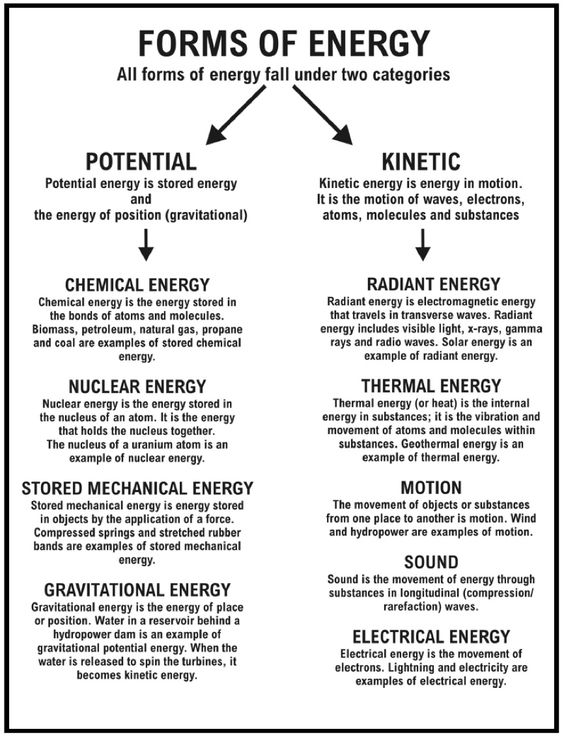 FORMS OF ENERGY
All forms of energy fall under two categories
POTENTIAL
Potential energy is stored energy
and
the energy of position (gravitational)
CHEMICAL ENERGY
Chemical energy is the energy stored in
the bonds of atoms and molecules.
Biomass, petroleum, natural gas, propane
and coal are examples of stored chemical
energy.
NUCLEAR ENERGY
Nuclear energy is the energy stored in
the nucleus of an atom. It is the energy
that holds the nucleus together.
The nucleus of a uranium atom is an
example of nuclear energy.
STORED MECHANICAL ENERGY
Stored mechanical energy is energy stored
in objects by the application of a force.
Compressed springs and stretched rubber
bands are examples of stored mechanical
energy.
GRAVITATIONAL ENERGY
Gravitational energy is the energy of place
or position. Water in a reservoir behind a
hydropower dam is an example of
gravitational potential energy. When the
water is released to spin the turbines, it
becomes kinetic energy.
KINETIC
Kinetic energy is energy in motion.
It is the motion of waves, electrons,
atoms, molecules and substances
RADIANT ENERGY
Radiant energy is electromagnetic energy
that travels in transverse waves. Radiant
energy includes visible light, x-rays, gamma
rays and radio waves. Solar energy is an
example of radiant energy.
THERMAL ENERGY
Thermal energy (or heat) is the internal
energy in substances; it is the vibration and
movement of atoms and molecules within
substances. Geothermal energy is an
example of thermal energy.
MOTION
The movement of objects or substances
from one place to another is motion. Wind
and hydropower are examples of motion.
SOUND
Sound is the movement of energy through
substances in longitudinal (compression/
rarefaction) waves.
ELECTRICAL ENERGY
Electrical energy is the movement of
electrons. Lightning and electricity are
examples of electrical energy.